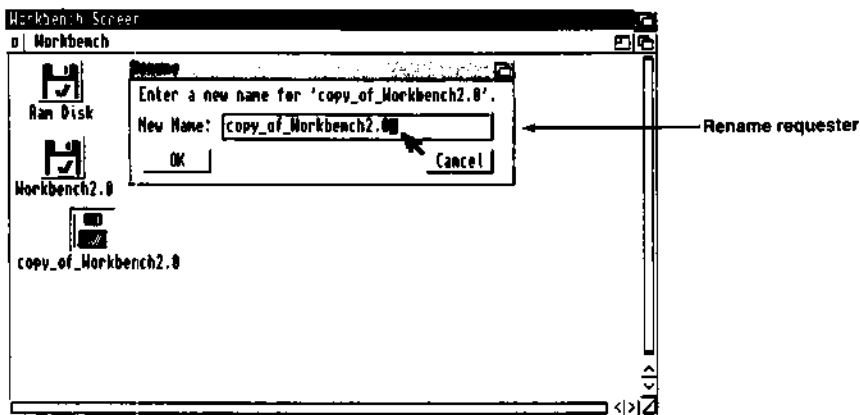 Workbench Screen
Workbench
Rename
Enter a new name for 'copy_of_Workbench2.0'.
Ram Disk
New Name: copy_of_Workbench2.0
Rename requester
OK
Cancel
Workbench2.0
copy_of_Workbench2.0